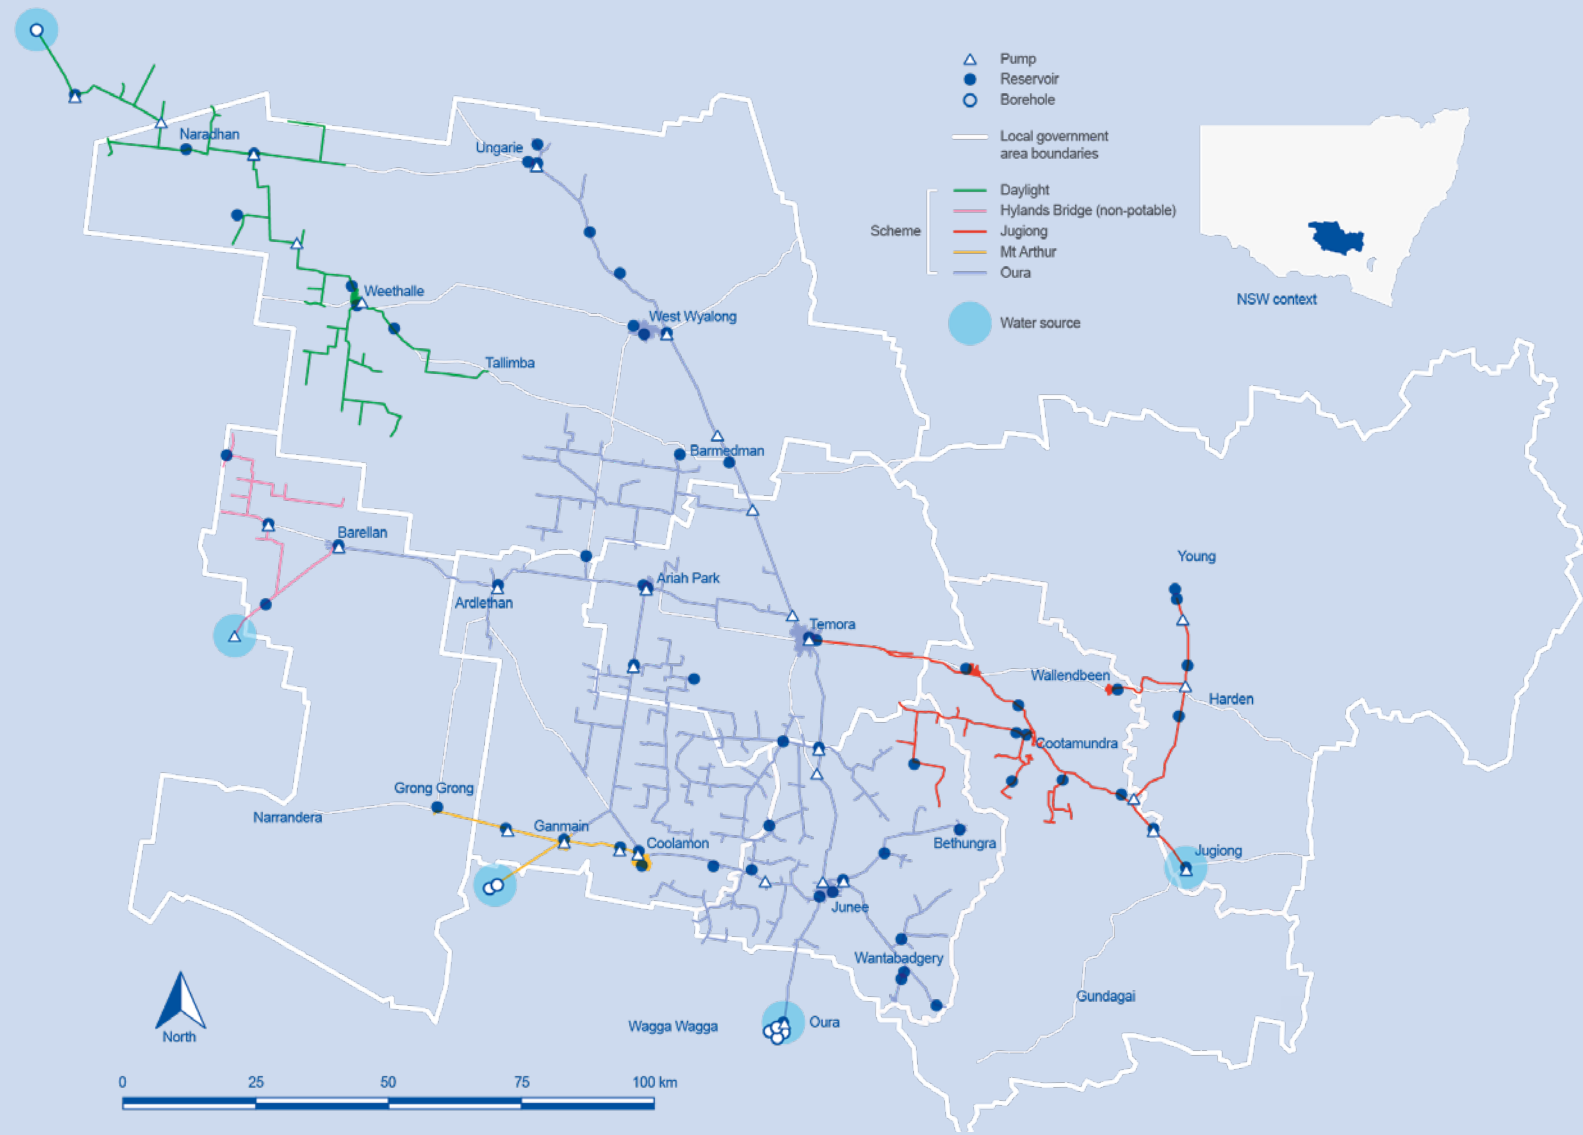 Pump
Reservoir
Borehole
Local government
area boundaries
Scheme
Daylight
Hylands Bridge (non-potable)
Jugiong
Mt Arthur
Oura
Water source
NSW context
Naradhan
Ungarie
Weethalle
West Wyalong
Tallimba
Barmedman
Barellan
Young
Ariah Park
Ardlethan
Temora
Wallendbeen
Harden
Cootamundra
Grong Grong
Narrandera
Ganmain
Coolamon
Bethungra
Jugiong
Junee
Wantabadgery
Gundagai
Wagga Wagga
Oura
North
0 25 50 75 100 km